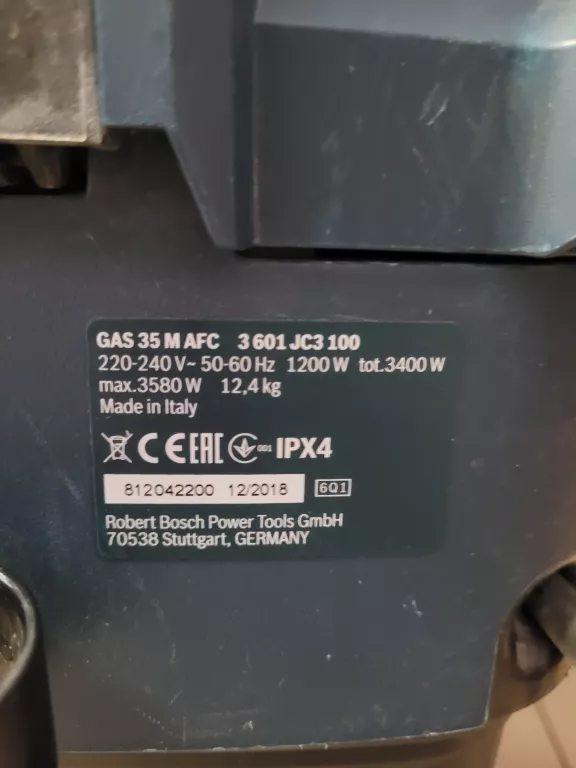 GAS 35 M AFC 3 601 JC3 100
220-240 V~ 50-60 Hz 1200 W tot.3400 W
max.3580 W 12,4 kg
Made in Italy
CE EAC 001 IPX4
812042200 12/2018 6Q1
Robert Bosch Power Tools GmbH
70538 Stuttgart, GERMANY